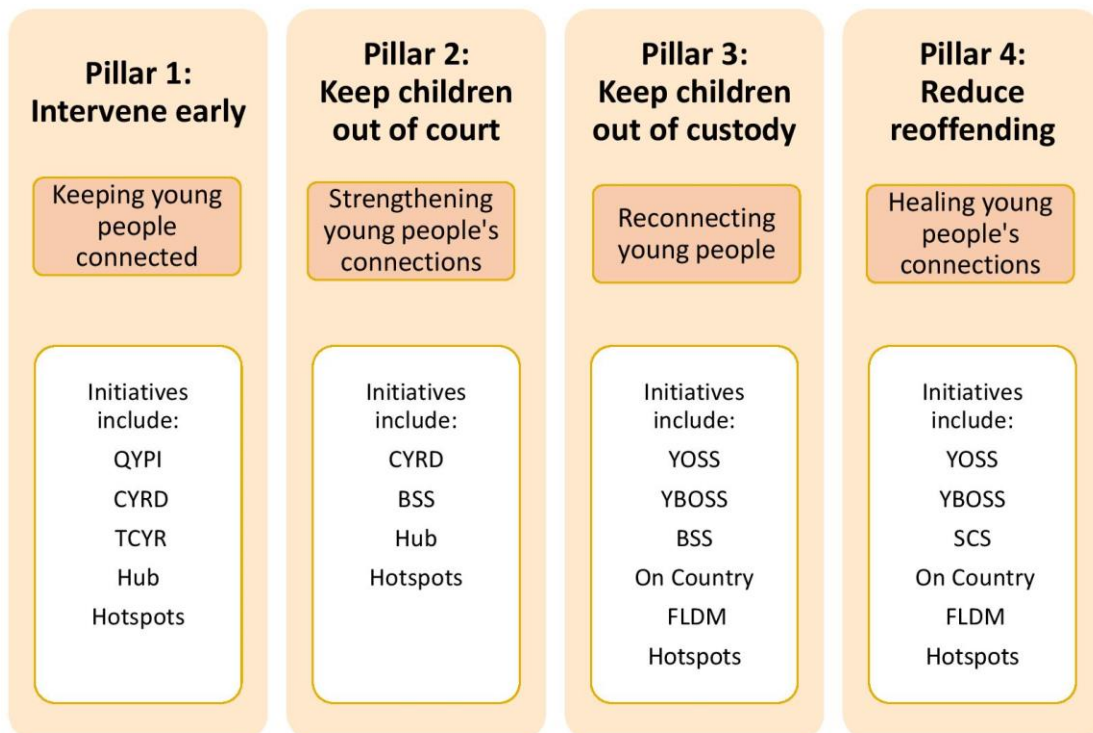 Pillar 1:
Intervene early
Keeping young
people
connected
Initiatives
include:
QYPI
CYRD
TCYR
Hub
Hotspots
Pillar 2:
Keep children
out of court
Strengthening
young people's
connections
Initiatives
include:
CYRD
BSS
Hub
Hotspots
Pillar 3:
Keep children
out of custody
Reconnecting
young people
Initiatives
include:
YOSS
YBOSS
BSS
On Country
FLDM
Hotspots
Pillar 4:
Reduce
reoffending
Healing young
people's
connections
Initiatives
include:
YOSS
YBOSS
SCS
On Country
FLDM
Hotspots